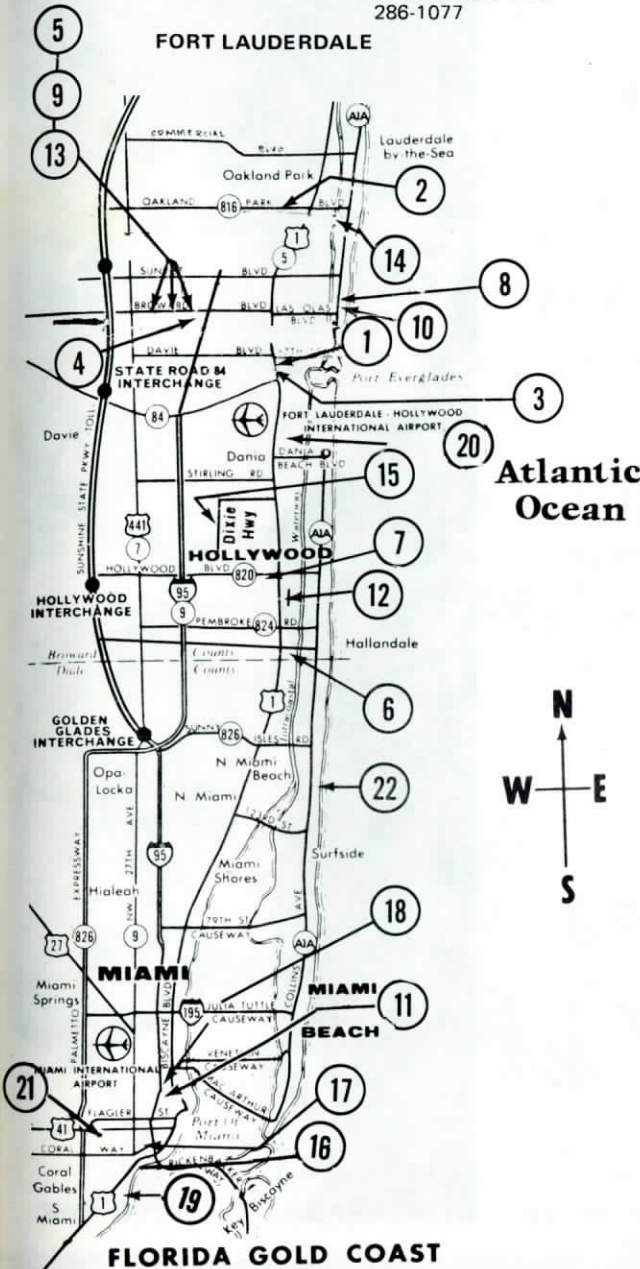 286-1077
5
FORT LAUDERDALE
9
A1A
COMMERCIAL
BLVD
Lauderdale
by-the-Sea
13
Oakland Park
2
OAKLAND 816 PARK BLVD
1
5
14
8
BLVD
BLVD LAS OLAS
BLVD
10
4
1
DAVIE BLVD
STATE ROAD 84
INTERCHANGE
Port Everglades
3
84
FORT LAUDERDALE - HOLLYWOOD
INTERNATIONAL AIRPORT
20
Davie
Dania
DANIA
BEACH BLVD
15
Atlantic
Ocean
STIRLING RD
SUNSHINE STATE PKWY TOLL
441
7
Dixie
Hwy
Waterway
A1A
HOLLYWOOD
7
HOLLYWOOD BLVD 820
HOLLYWOOD
INTERCHANGE
95
9
12
PEMBROKE 824 RD
Hallandale
Broward Counts
Dade Counts
6
1
Intracoastal
GOLDEN
GLADES
INTERCHANGE
SUNNY 826 ISLES RD
N
N Miami
Beach
Opa-
Locka
22
W E
N Miami
123RD ST
S
EXPRESSWAY
NW 27TH AVE
95
Surfside
Miami
Shores
Hialeah
AVE
18
79TH ST
CAUSEWAY
27
826
9
A1A
MIAMI
COLLINS
MIAMI
11
Miami
Springs
BISCAYNE BLVD
195
JULIA TUTTLE
CAUSEWAY
BEACH
PALMETTO
VENETIAN
CAUSEWAY
MIAMI INTERNATIONAL
AIRPORT
MAC ARTHUR
CAUSEWAY
21
17
FLAGLER ST
Port Of
Miami
41
CORAL WAY
16
Coral
Gables
S
Miami
1
19
Key Biscayne
FLORIDA GOLD COAST